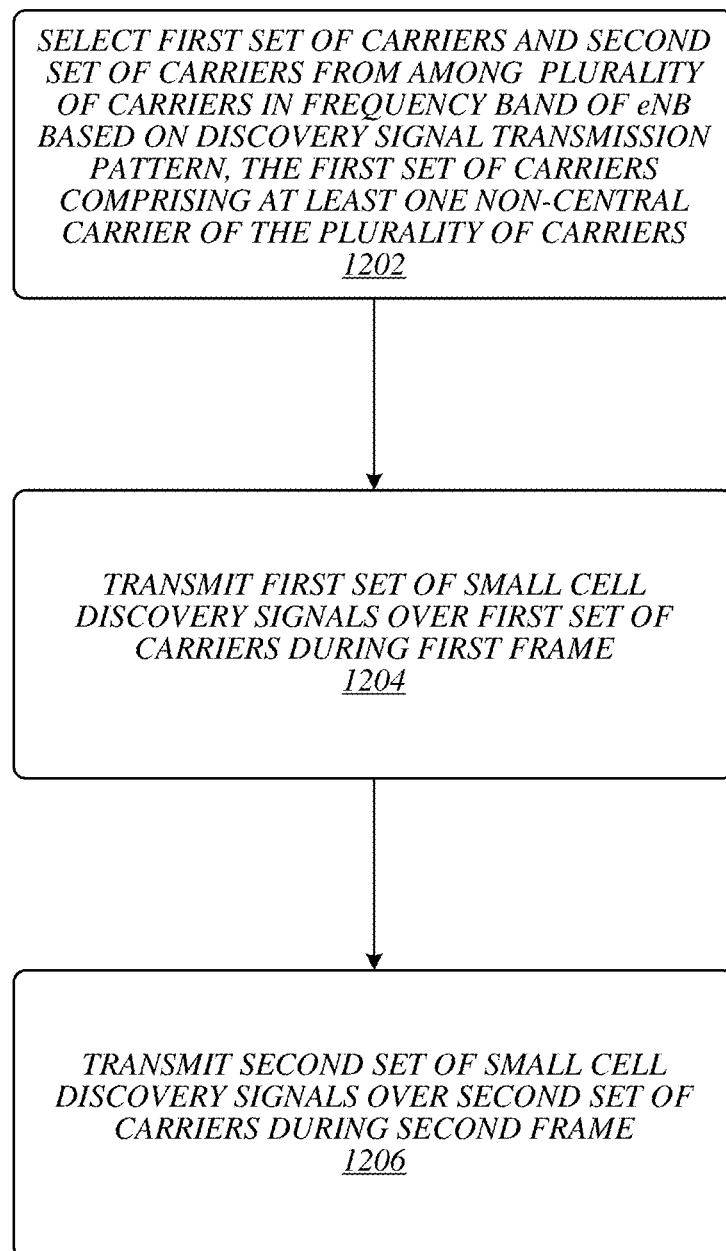 SELECT FIRST SET OF CARRIERS AND SECOND
SET OF CARRIERS FROM AMONG PLURALITY
OF CARRIERS IN FREQUENCY BAND OF eNB
BASED ON DISCOVERY SIGNAL TRANSMISSION
PATTERN, THE FIRST SET OF CARRIERS
COMPRISING AT LEAST ONE NON-CENTRAL
CARRIER OF THE PLURALITY OF CARRIERS
1202
TRANSMIT FIRST SET OF SMALL CELL
DISCOVERY SIGNALS OVER FIRST SET OF
CARRIERS DURING FIRST FRAME
1204
TRANSMIT SECOND SET OF SMALL CELL
DISCOVERY SIGNALS OVER SECOND SET OF
CARRIERS DURING SECOND FRAME
1206